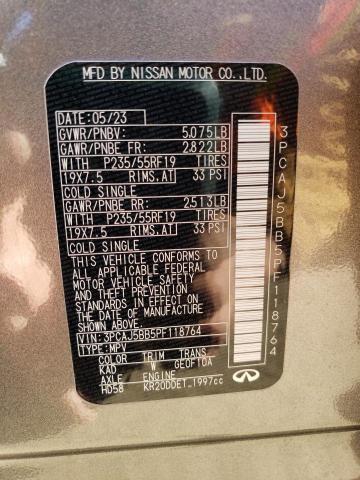 MFD BY NISSAN MOTOR CO., LTD.
DATE: 05/23
GVWR/PNBV: 5,075LB
GAWR/PNBE FR: 2,822LB
WITH P235/55RF19 TIRES
19X7.5 RIMS,AT 33 PSI
COLD SINGLE
GAWR/PNBE RR: 2,513LB
WITH P235/55RF19 TIRES
19X7.5 RIMS,AT 33 PSI
COLD SINGLE
THIS VEHICLE CONFORMS TO
ALL APPLICABLE FEDERAL
MOTOR VEHICLE SAFETY
AND THEFT PREVENTION
STANDARDS IN EFFECT ON
THE DATE OF MANUFACTURE
SHOWN ABOVE.
VIN: 3PCAJ5BB5PF118764
TYPE: MPV
COLOR TRIM TRANS
KAD W GE0F10A
AXLE ENGINE
HD58 KR20DDET 1997cc
3PCAJ5BB5PF118764